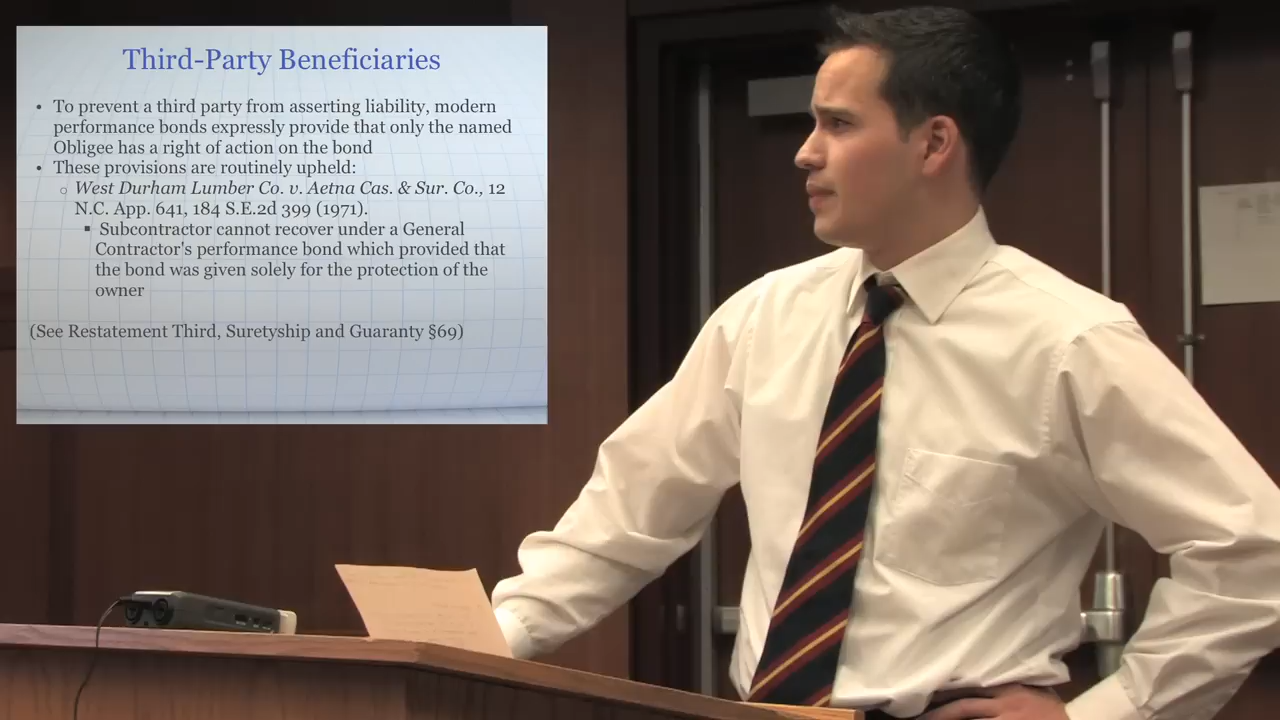 Third-Party Beneficiaries
• To prevent a third party from asserting liability, modern
performance bonds expressly provide that only the named
Obligee has a right of action on the bond
• These provisions are routinely upheld:
○ West Durham Lumber Co. v. Aetna Cas. & Sur. Co., 12
N.C. App. 641, 184 S.E.2d 399 (1971).
▪ Subcontractor cannot recover under a General
Contractor's performance bond which provided that
the bond was given solely for the protection of the
owner
(See Restatement Third, Suretyship and Guaranty §69)